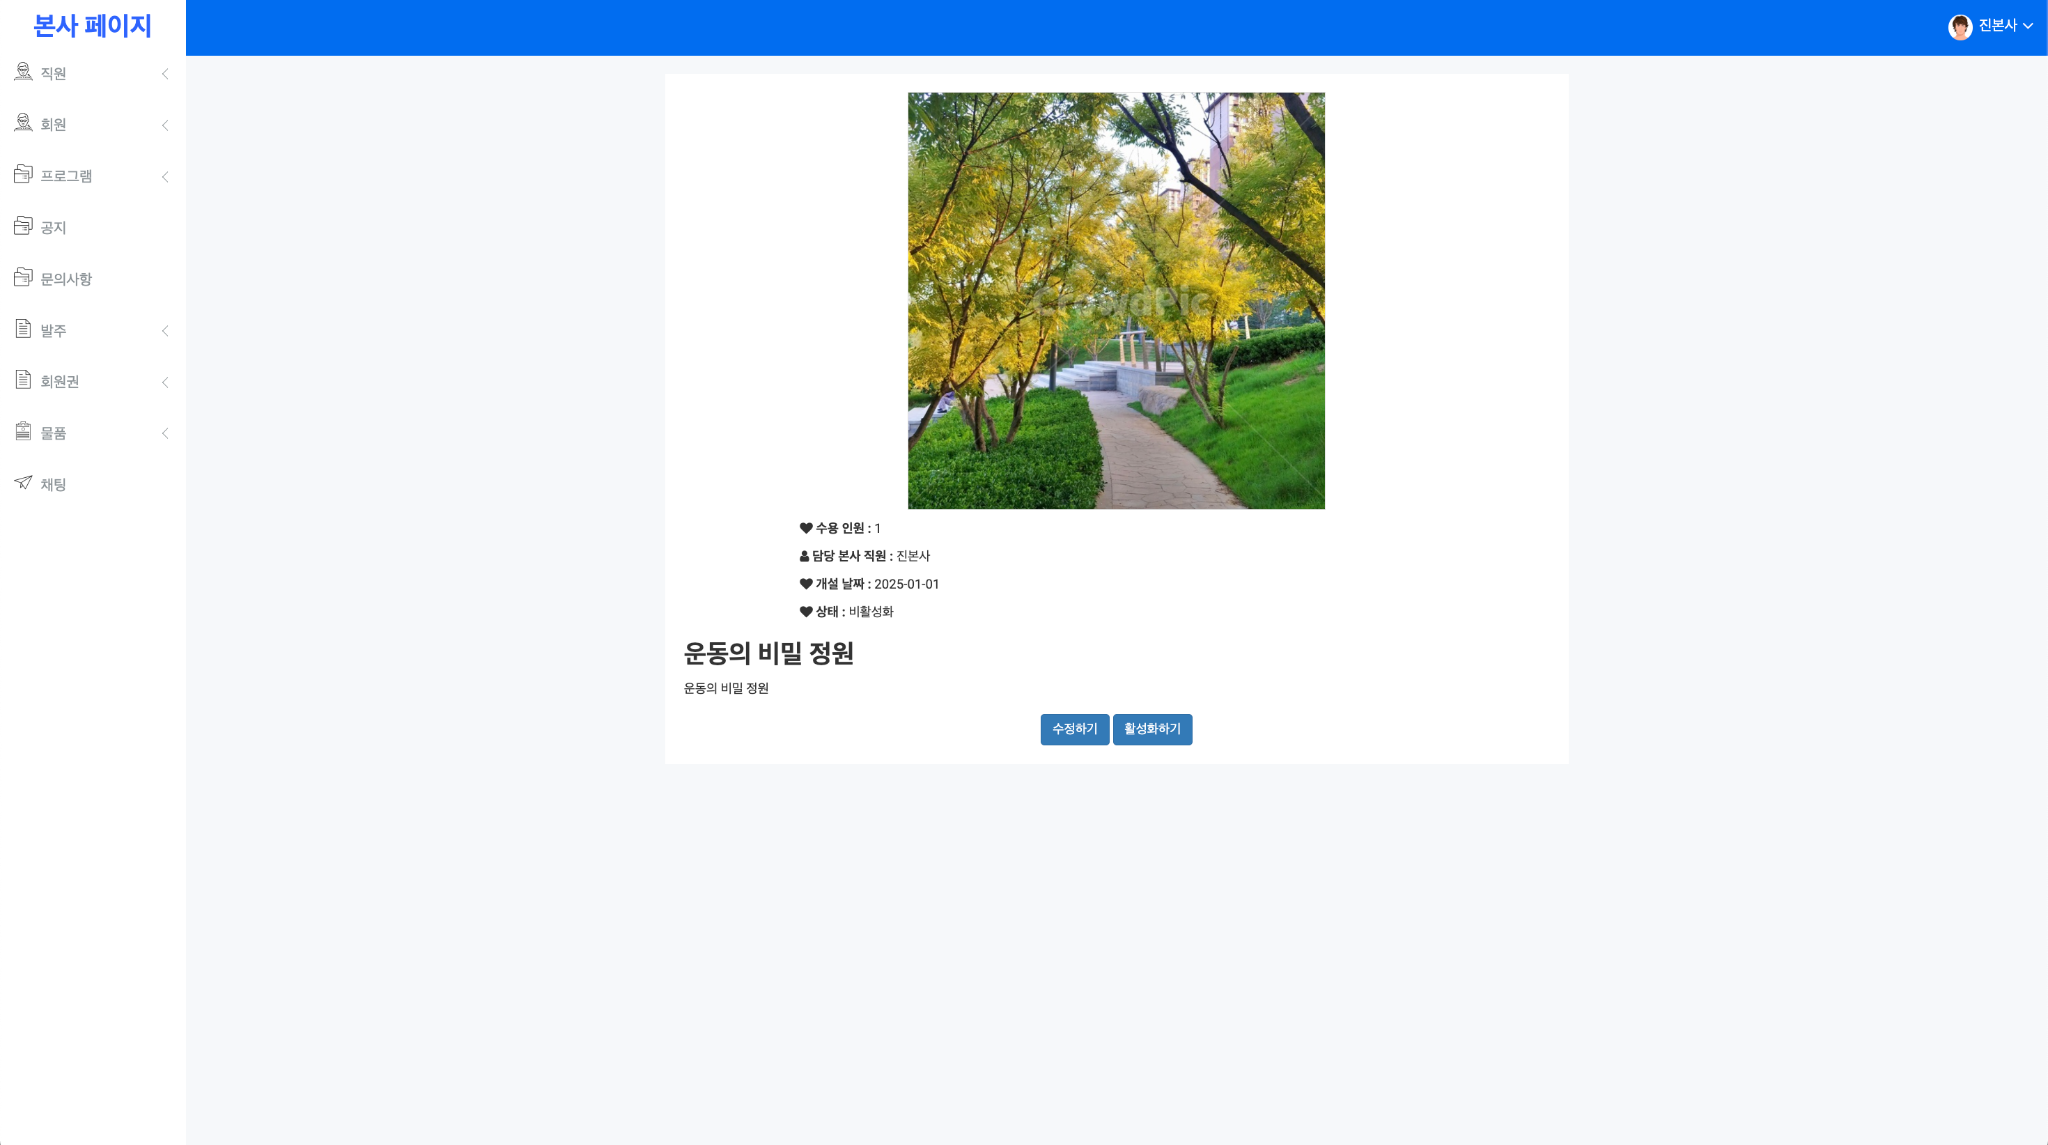 본사 페이지
진본사
직원
회원
프로그램
공지
문의사항
발주
회원권
물품
채팅
CrowdPic
수용 인원 : 1
담당 본사 직원 : 진본사
개설 날짜 : 2025-01-01
상태 : 비활성화
운동의 비밀 정원
운동의 비밀 정원
수정하기 활성화하기